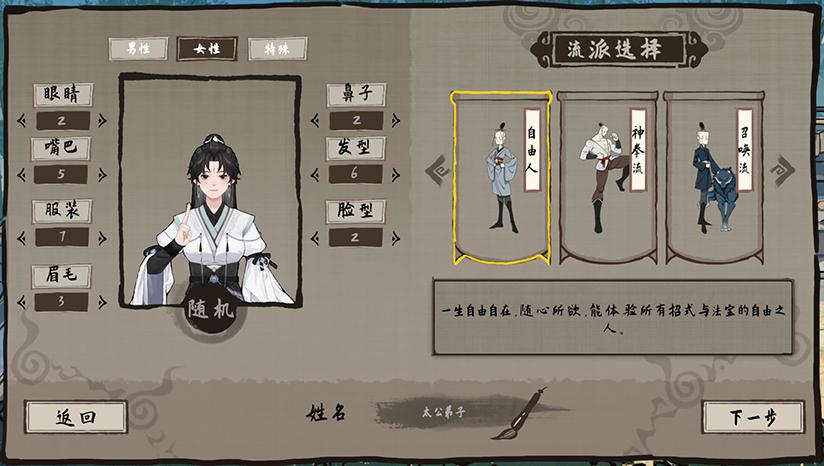 男性 女性 特殊
眼睛
2
嘴巴
5
服装
7
眉毛
3
鼻子
2
发型
6
脸型
2
随机
流派选择
自由人
神拳流
召唤流
一生自由自在,随心所欲,能体验所有招式与法宝的自由之
人。
返回
姓名 太公弟子
下一步